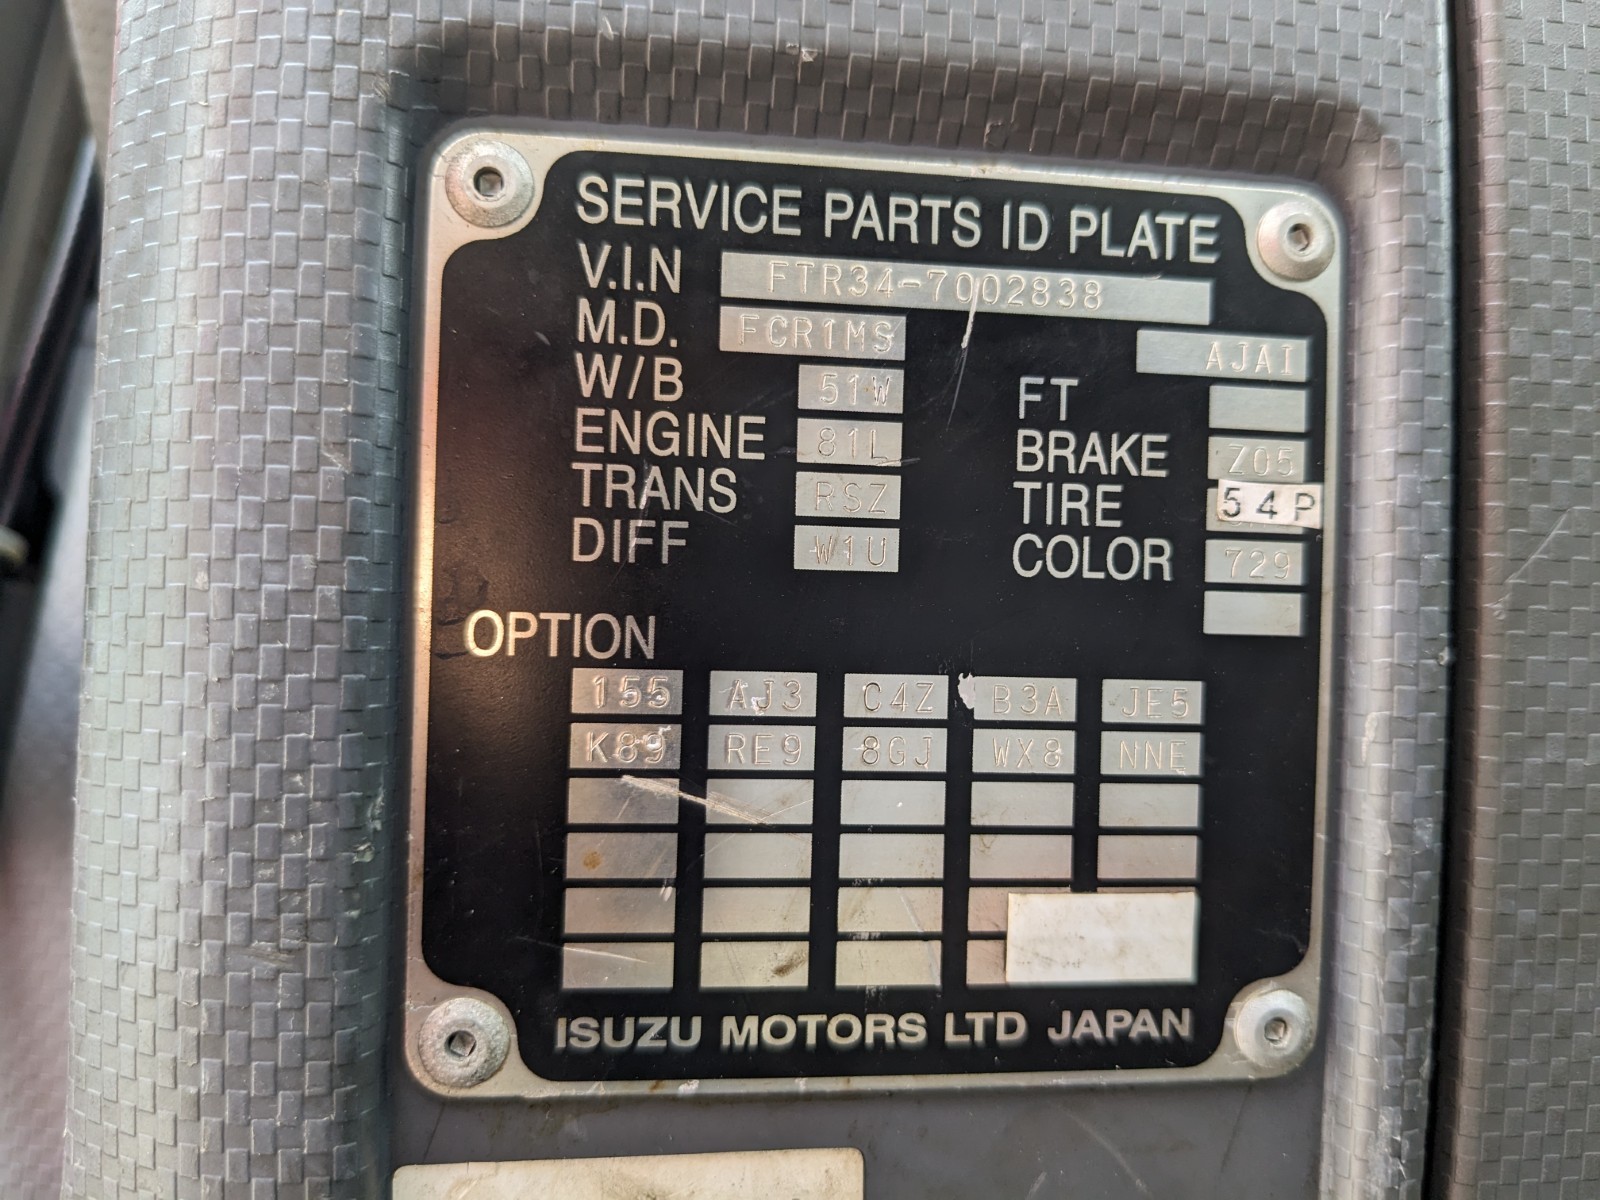 SERVICE PARTS ID PLATE
V.I.N FTR34-7002838
M.D. FCR1MS AJAI
W/B 51W FT
ENGINE 81L BRAKE Z05
TRANS RSZ TIRE 54P
DIFF W1U COLOR 729
OPTION
155 AJ3 C4Z B3A JE5
K89 RE9 8GJ WX8 NNE
ISUZU MOTORS LTD JAPAN